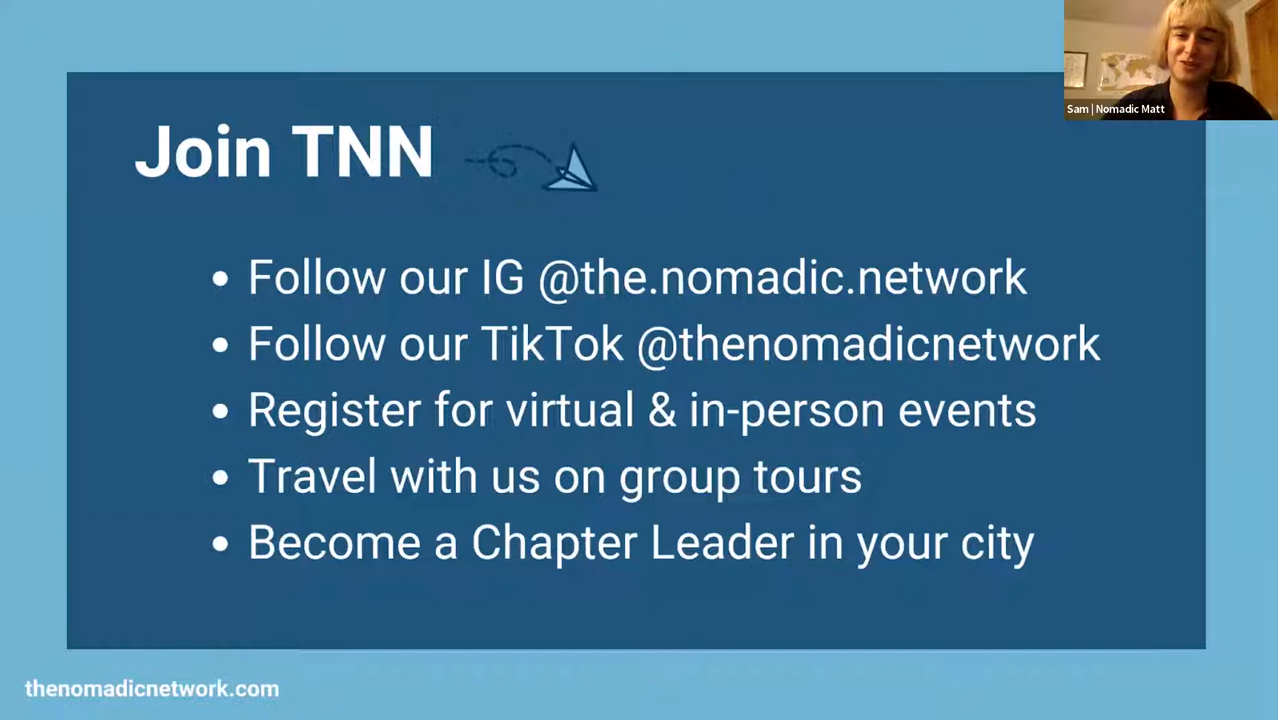 Sam | Nomadic Matt
Join TNN
• Follow our IG @the.nomadic.network
• Follow our TikTok @thenomadicnetwork
• Register for virtual & in-person events
• Travel with us on group tours
• Become a Chapter Leader in your city
thenomadicnetwork.com